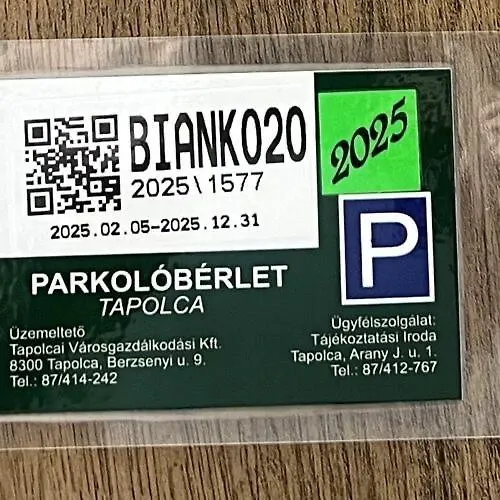 BIANKO20
2025\1577
2025.02.05-2025.12.31
2025
P
PARKOLÓBÉRLET
TAPOLCA
Üzemeltető
Tapolcai Városgazdálkodási Kft.
8300 Tapolca, Berzsenyi u. 9.
Tel.: 87/414-242
Ügyfélszolgálat:
Tájékoztatási Iroda
Tapolca, Arany J. u. 1.
Tel.: 87/412-767